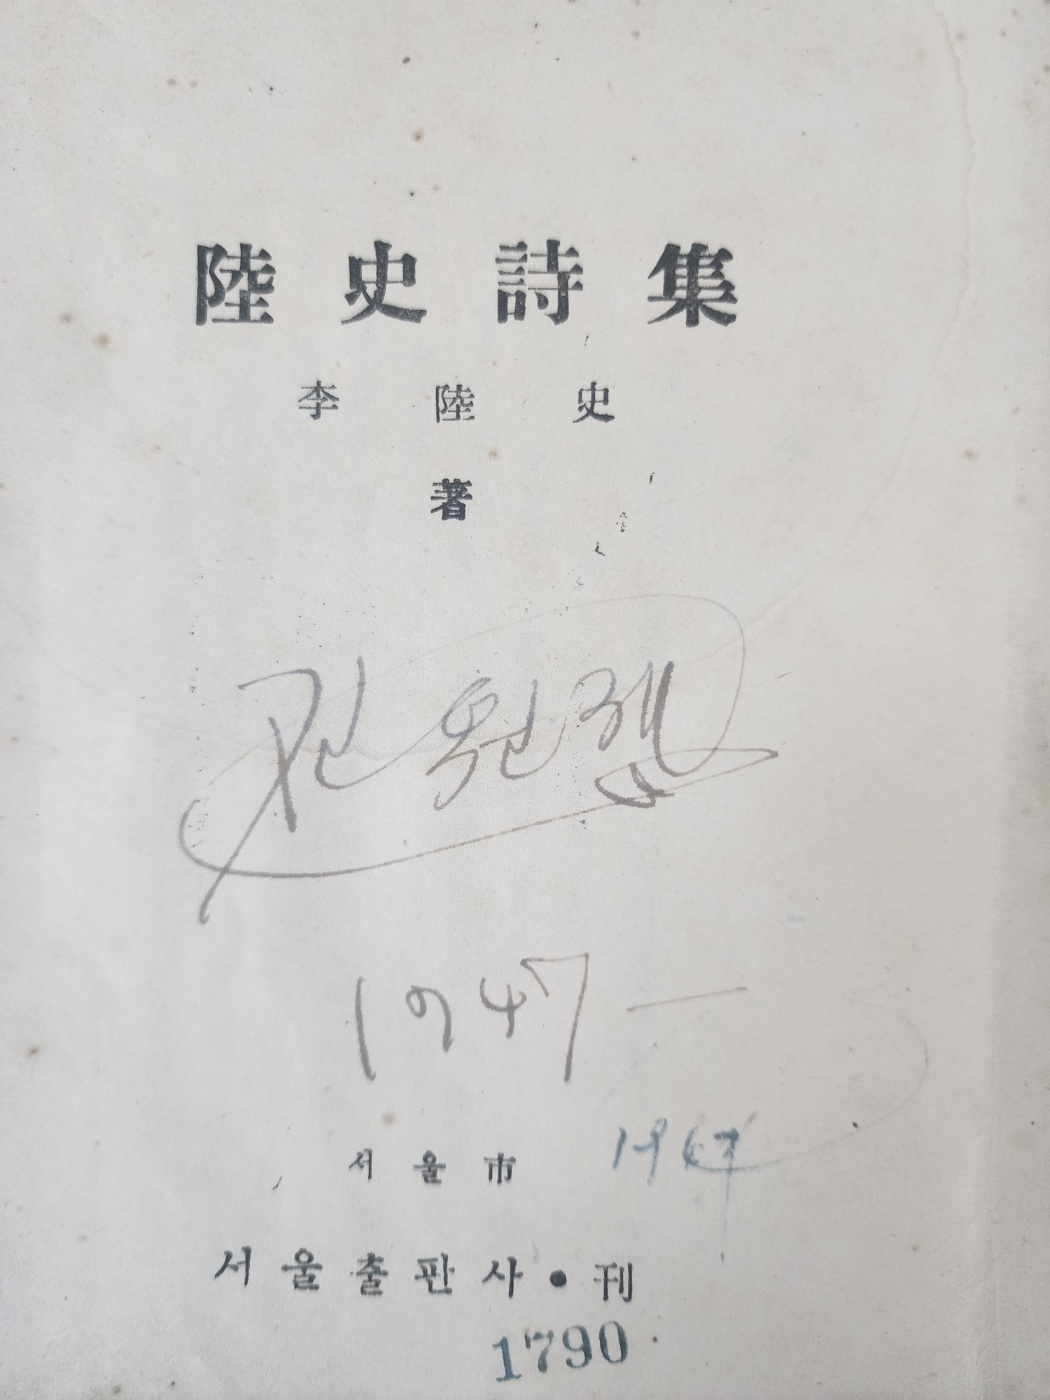 陸史詩集
李陸史
著
1947 —
서울市
서울출판사·刊
1790